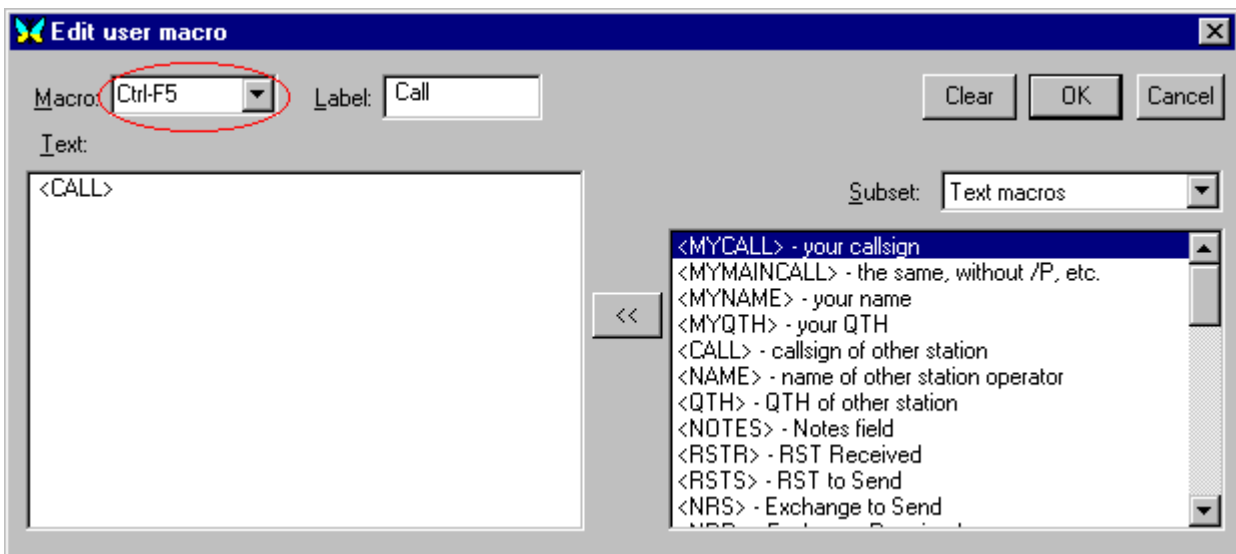 Edit user macro
Macro: Ctrl-F5 Label: Call Clear OK Cancel
Text:
<CALL>
Subset: Text macros
<<
<MYCALL> - your callsign
<MYMAINCALL> - the same, without /P, etc.
<MYNAME> - your name
<MYQTH> - your QTH
<CALL> - callsign of other station
<NAME> - name of other station operator
<QTH> - QTH of other station
<NOTES> - Notes field
<RSTR> - RST Received
<RSTS> - RST to Send
<NRS> - Exchange to Send